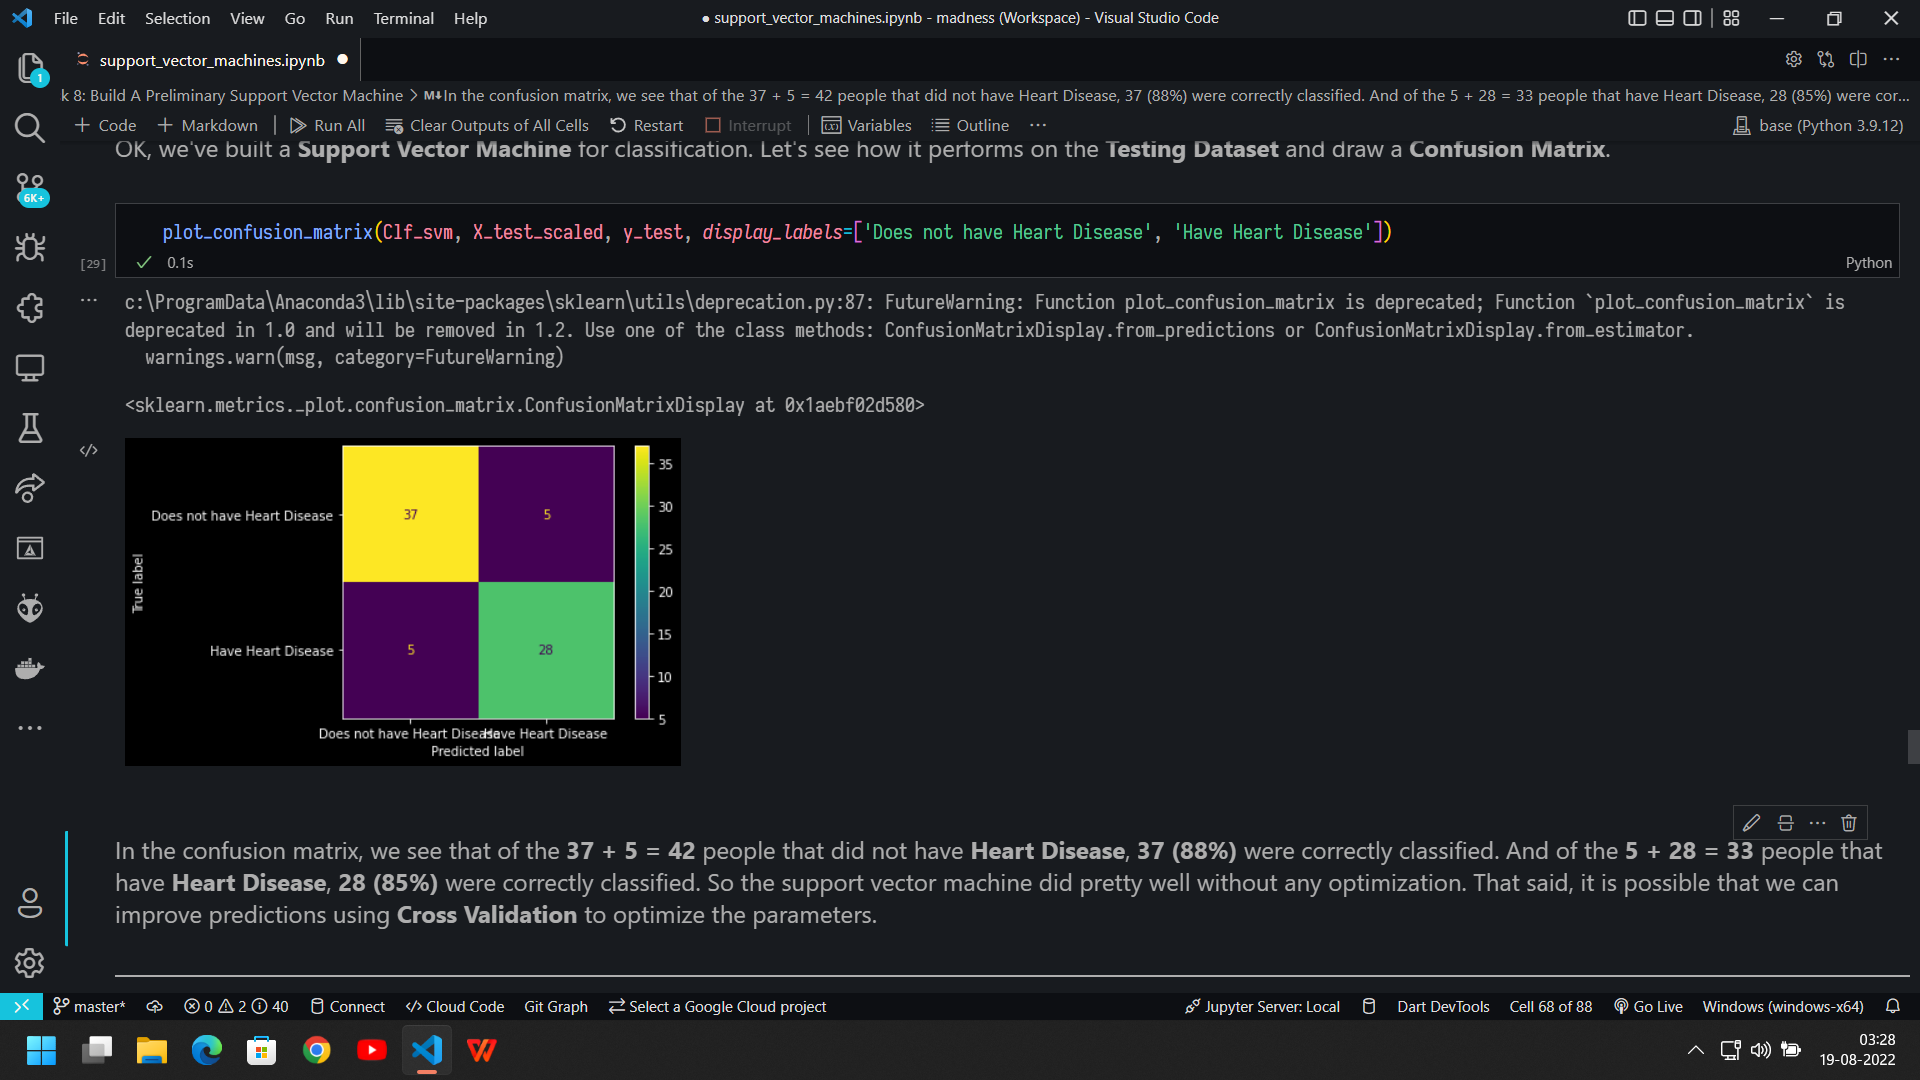 File Edit Selection View Go Run Terminal Help
● support_vector_machines.ipynb - madness (Workspace) - Visual Studio Code
support_vector_machines.ipynb ●
1
k 8: Build A Preliminary Support Vector Machine > M↓In the confusion matrix, we see that of the 37 + 5 = 42 people that did not have Heart Disease, 37 (88%) were correctly classified. And of the 5 + 28 = 33 people that have Heart Disease, 28 (85%) were cor...
+ Code + Markdown | Run All Clear Outputs of All Cells Restart Interrupt | Variables Outline ···
base (Python 3.9.12)
OK, we've built a Support Vector Machine for classification. Let's see how it performs on the Testing Dataset and draw a Confusion Matrix.
6K+
plot_confusion_matrix(Clf_svm, X_test_scaled, y_test, display_labels=['Does not have Heart Disease', 'Have Heart Disease'])
[29] ✓ 0.1s
Python
c:\ProgramData\Anaconda3\lib\site-packages\sklearn\utils\deprecation.py:87: FutureWarning: Function plot_confusion_matrix is deprecated; Function `plot_confusion_matrix` is
deprecated in 1.0 and will be removed in 1.2. Use one of the class methods: ConfusionMatrixDisplay.from_predictions or ConfusionMatrixDisplay.from_estimator.
warnings.warn(msg, category=FutureWarning)
<sklearn.metrics._plot.confusion_matrix.ConfusionMatrixDisplay at 0x1aebf02d580>
True label
Does not have Heart Disease
37 5
Have Heart Disease
5 28
Does not have Heart Disease Have Heart Disease
Predicted label
35
30
25
20
15
10
5
In the confusion matrix, we see that of the 37 + 5 = 42 people that did not have Heart Disease, 37 (88%) were correctly classified. And of the 5 + 28 = 33 people that
have Heart Disease, 28 (85%) were correctly classified. So the support vector machine did pretty well without any optimization. That said, it is possible that we can
improve predictions using Cross Validation to optimize the parameters.
master* 0 2 40 Connect </> Cloud Code Git Graph Select a Google Cloud project
Jupyter Server: Local Dart DevTools Cell 68 of 88 Go Live Windows (windows-x64)
03:28
19-08-2022